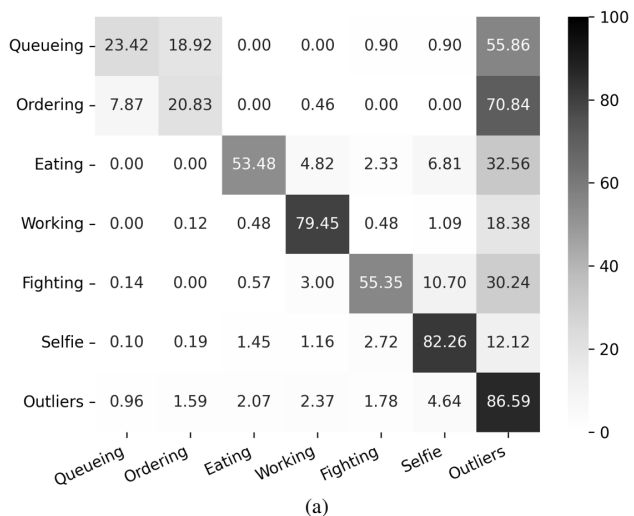 Queueing 23.42 18.92 0.00 0.00 0.90 0.90 55.86
Ordering 7.87 20.83 0.00 0.46 0.00 0.00 70.84
Eating 0.00 0.00 53.48 4.82 2.33 6.81 32.56
Working 0.00 0.12 0.48 79.45 0.48 1.09 18.38
Fighting 0.14 0.00 0.57 3.00 55.35 10.70 30.24
Selfie 0.10 0.19 1.45 1.16 2.72 82.26 12.12
Outliers 0.96 1.59 2.07 2.37 1.78 4.64 86.59
Queueing Ordering Eating Working Fighting Selfie Outliers
100
80
60
40
20
0
(a)